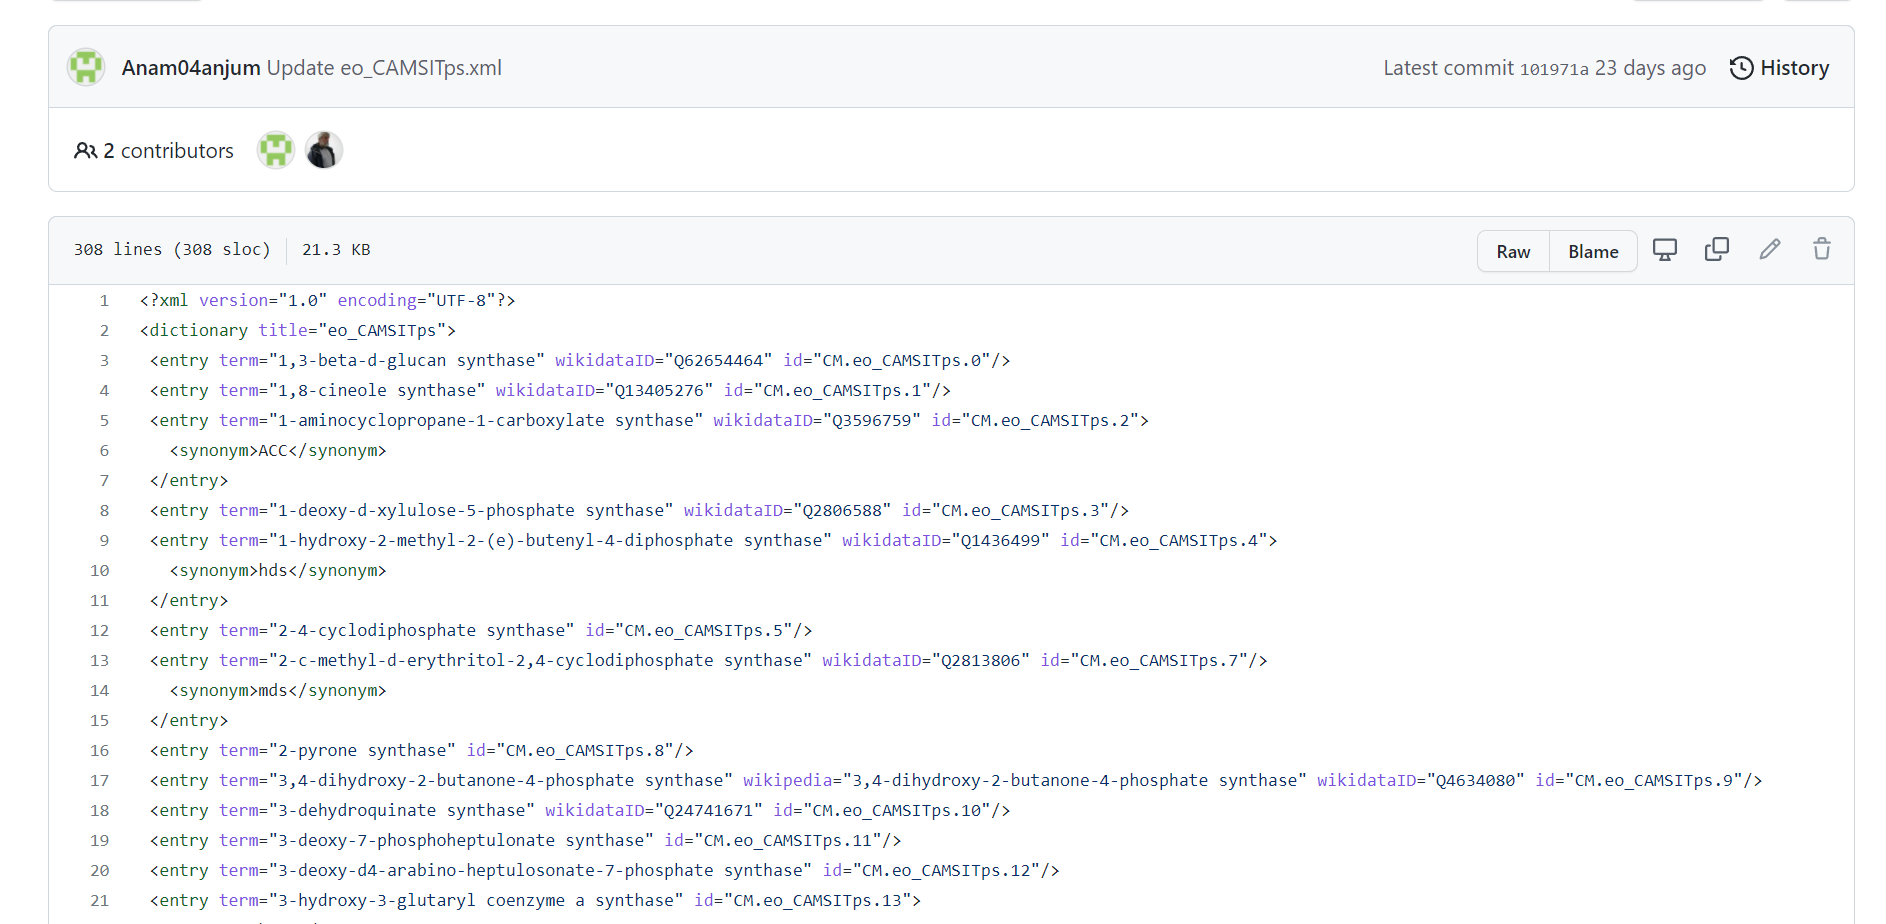 Anam04anjum Update eo_CAMSITps.xml Latest commit 101971a 23 days ago History
2 contributors
308 lines (308 sloc) 21.3 KB Raw Blame
1 <?xml version="1.0" encoding="UTF-8"?>
2 <dictionary title="eo_CAMSITps">
3 <entry term="1,3-beta-d-glucan synthase" wikidataID="Q62654464" id="CM.eo_CAMSITps.0"/>
4 <entry term="1,8-cineole synthase" wikidataID="Q13405276" id="CM.eo_CAMSITps.1"/>
5 <entry term="1-aminocyclopropane-1-carboxylate synthase" wikidataID="Q3596759" id="CM.eo_CAMSITps.2">
6 <synonym>ACC</synonym>
7 </entry>
8 <entry term="1-deoxy-d-xylulose-5-phosphate synthase" wikidataID="Q2806588" id="CM.eo_CAMSITps.3"/>
9 <entry term="1-hydroxy-2-methyl-2-(e)-butenyl-4-diphosphate synthase" wikidataID="Q1436499" id="CM.eo_CAMSITps.4">
10 <synonym>hds</synonym>
11 </entry>
12 <entry term="2-4-cyclodiphosphate synthase" id="CM.eo_CAMSITps.5"/>
13 <entry term="2-c-methyl-d-erythritol-2,4-cyclodiphosphate synthase" wikidataID="Q2813806" id="CM.eo_CAMSITps.7"/>
14 <synonym>mds</synonym>
15 </entry>
16 <entry term="2-pyrone synthase" id="CM.eo_CAMSITps.8"/>
17 <entry term="3,4-dihydroxy-2-butanone-4-phosphate synthase" wikipedia="3,4-dihydroxy-2-butanone-4-phosphate synthase" wikidataID="Q4634080" id="CM.eo_CAMSITps.9"/>
18 <entry term="3-dehydroquinate synthase" wikidataID="Q24741671" id="CM.eo_CAMSITps.10"/>
19 <entry term="3-deoxy-7-phosphoheptulonate synthase" id="CM.eo_CAMSITps.11"/>
20 <entry term="3-deoxy-d4-arabino-heptulosonate-7-phosphate synthase" id="CM.eo_CAMSITps.12"/>
21 <entry term="3-hydroxy-3-glutaryl coenzyme a synthase" id="CM.eo_CAMSITps.13">